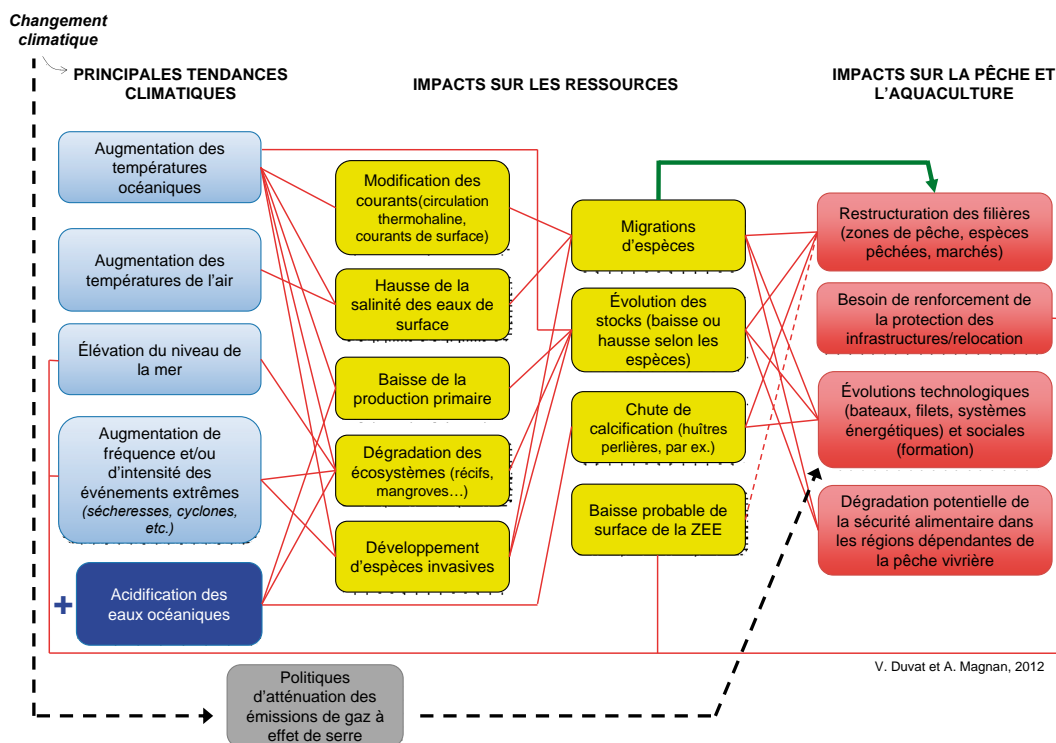 Changement
climatique
PRINCIPALES TENDANCES
CLIMATIQUES
IMPACTS SUR LES RESSOURCES
IMPACTS SUR LA PÊCHE ET
L'AQUACULTURE
Augmentation des
températures
océaniques
Augmentation des
températures de l'air
Élévation du niveau de
la mer
Augmentation de
fréquence et/ou
d'intensité des
événements extrêmes
(sécheresses, cyclones,
etc.)
+
Acidification des
eaux océaniques
Modification des
courants(circulation
thermohaline,
courants de surface)
Hausse de la
salinité des eaux de
surface
Baisse de la
production primaire
Dégradation des
écosystèmes (récifs,
mangroves…)
Développement
d'espèces invasives
Migrations
d'espèces
Évolution des
stocks (baisse ou
hausse selon les
espèces)
Chute de
calcification (huîtres
perlières, par ex.)
Baisse probable de
surface de la ZEE
Restructuration des filières
(zones de pêche, espèces
pêchées, marchés)
Besoin de renforcement de
la protection des
infrastructures/relocation
Évolutions technologiques
(bateaux, filets, systèmes
énergétiques) et sociales
(formation)
Dégradation potentielle de
la sécurité alimentaire dans
les régions dépendantes de
la pêche vivrière
V. Duvat et A. Magnan, 2012
Politiques
d'atténuation des
émissions de gaz à
effet de serre